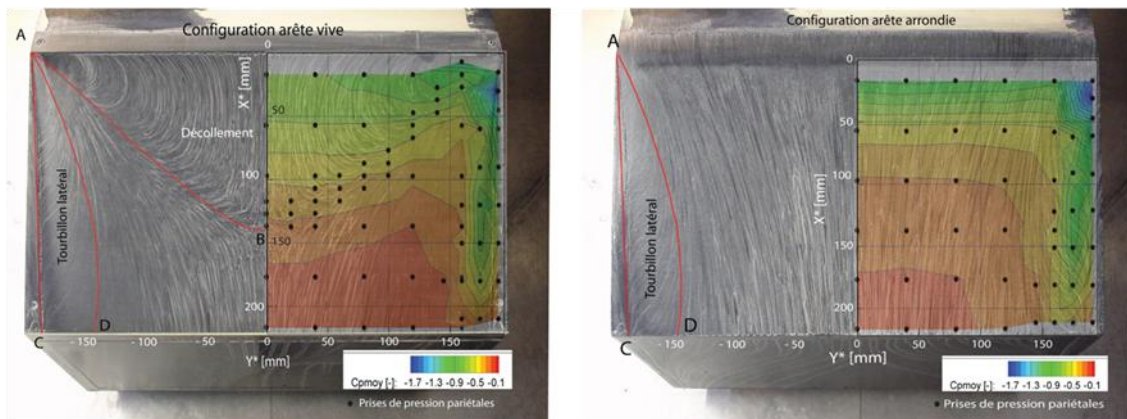 Configuration arête vive
A
0
X* [mm]
50
Décollement
100
Tourbillon latéral
B
150
200
D
C
- 150
- 100
- 50
0
50
100
150
Y* [mm]
Cpmoy [-]: -1.7 -1.3 -0.9 -0.5 -0.1
Prises de pression pariétales
Configuration arête arrondie
A
0
50
100
X* [mm]
Tourbillon latéral
150
200
D
C
- 150
- 100
- 50
0
50
100
150
Y* [mm]
Cpmoy [-]: -1.7 -1.3 -0.9 -0.5 -0.1
Prises de pression pariétales